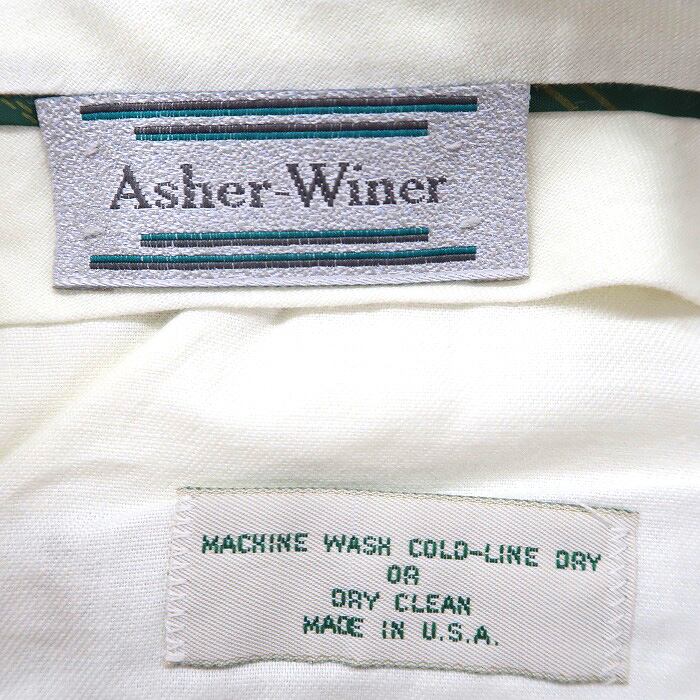 Asher-Winer
MACHINE WASH COLD-LINE DRY
OR
DRY CLEAN
MADE IN U.S.A.